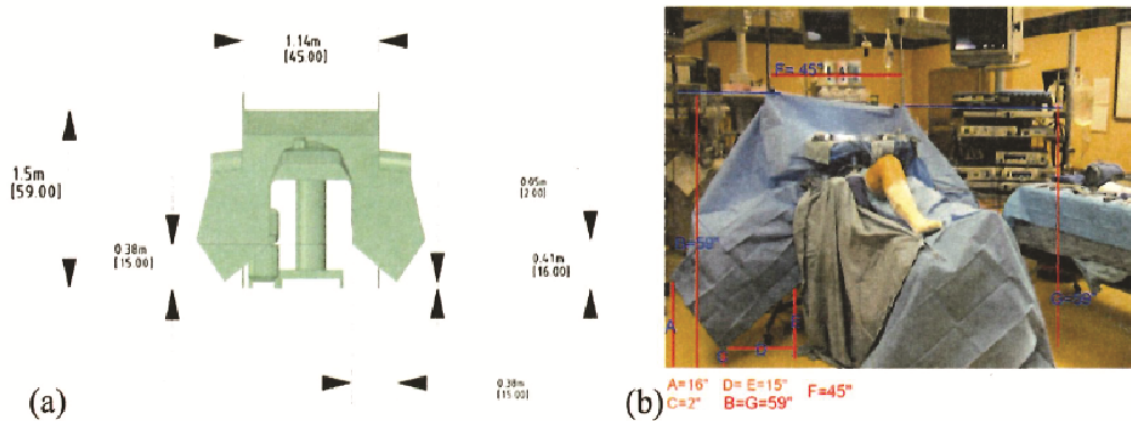 1.14m
[45.00]
1.5m
[59.00]
0.38m
[15.00]
0.05m
[2.00]
0.41m
[16.00]
0.38m
[15.00]
(a)
F= 45"
B=59"
G=59"
A
C
D
E
(b)
A=16" D= E=15" F=45"
C=2" B=G=59"